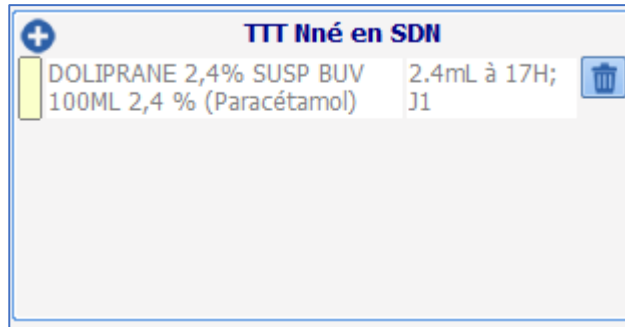 TTT Nné en SDN
DOLIPRANE 2,4% SUSP BUV
100ML 2,4 % (Paracétamol)
2.4mL à 17H;
J1